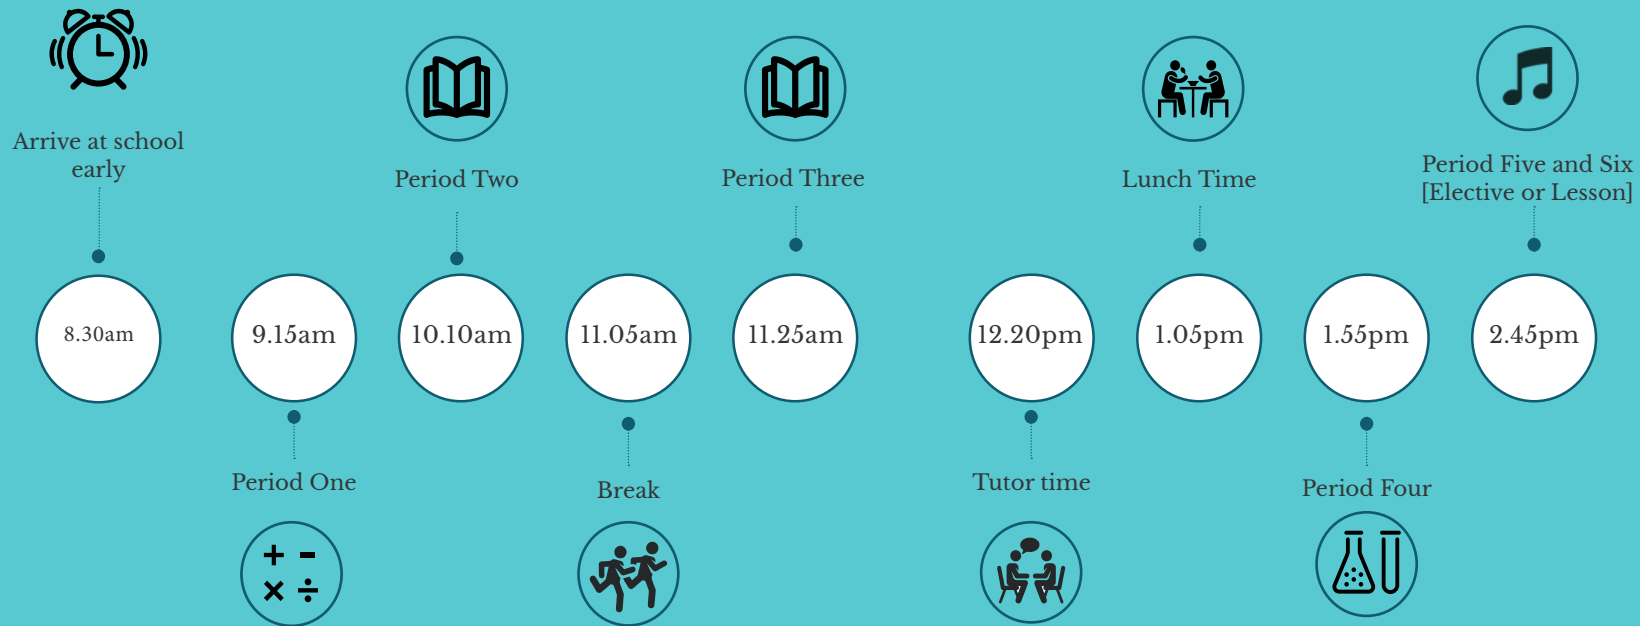 Arrive at school
early
Period Two
Period Three
Lunch Time
Period Five and Six
[Elective or Lesson]
8.30am
9.15am
10.10am
11.05am
11.25am
12.20pm
1.05pm
1.55pm
2.45pm
Period One
Break
Tutor time
Period Four